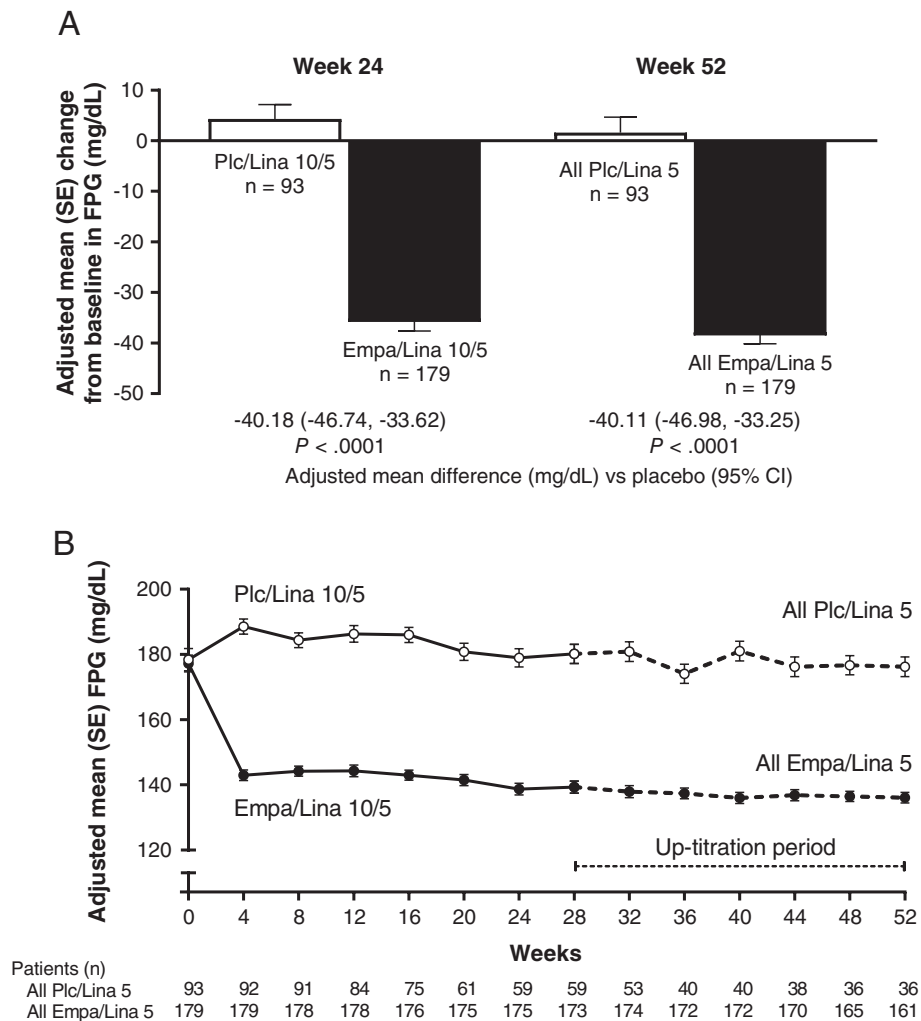 A
Week 24
Week 52
Adjusted mean (SE) change
from baseline in FPG (mg/dL)
10
0
-10
-20
-30
-40
-50
Plc/Lina 10/5
n = 93
All Plc/Lina 5
n = 93
Empa/Lina 10/5
n = 179
All Empa/Lina 5
n = 179
-40.18 (-46.74, -33.62)
P < .0001
-40.11 (-46.98, -33.25)
P < .0001
Adjusted mean difference (mg/dL) vs placebo (95% CI)
B
Adjusted mean (SE) FPG (mg/dL)
200
180
160
140
120
Plc/Lina 10/5
All Plc/Lina 5
Empa/Lina 10/5
All Empa/Lina 5
Up-titration period
0 4 8 12 16 20 24 28 32 36 40 44 48 52
Weeks
Patients (n)
All Plc/Lina 5 93 92 91 84 75 61 59 59 53 40 40 38 36 36
All Empa/Lina 5 179 179 178 178 176 175 175 173 174 172 172 170 165 161